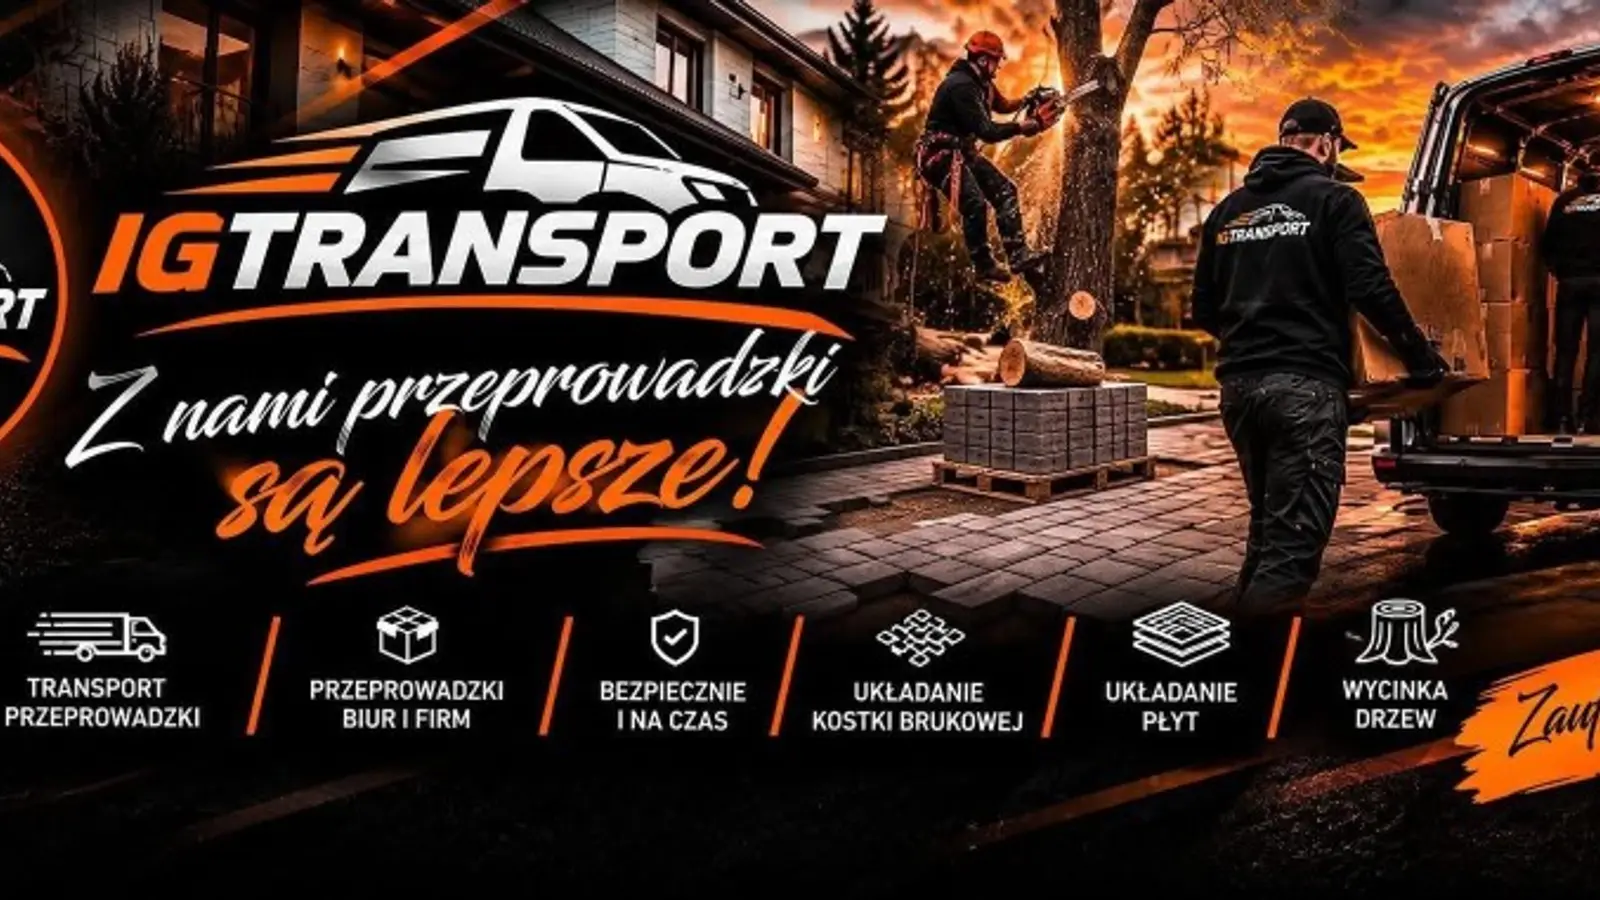 IGTRANSPORT
Z nami przeprowadzki
są lepsze!
IGTRANSPORT
TRANSPORT
PRZEPROWADZKI
PRZEPROWADZKI
BIUR I FIRM
BEZPIECZNIE
I NA CZAS
UKŁADANIE
KOSTKI BRUKOWEJ
UKŁADANIE
PŁYT
WYCINKA
DRZEW